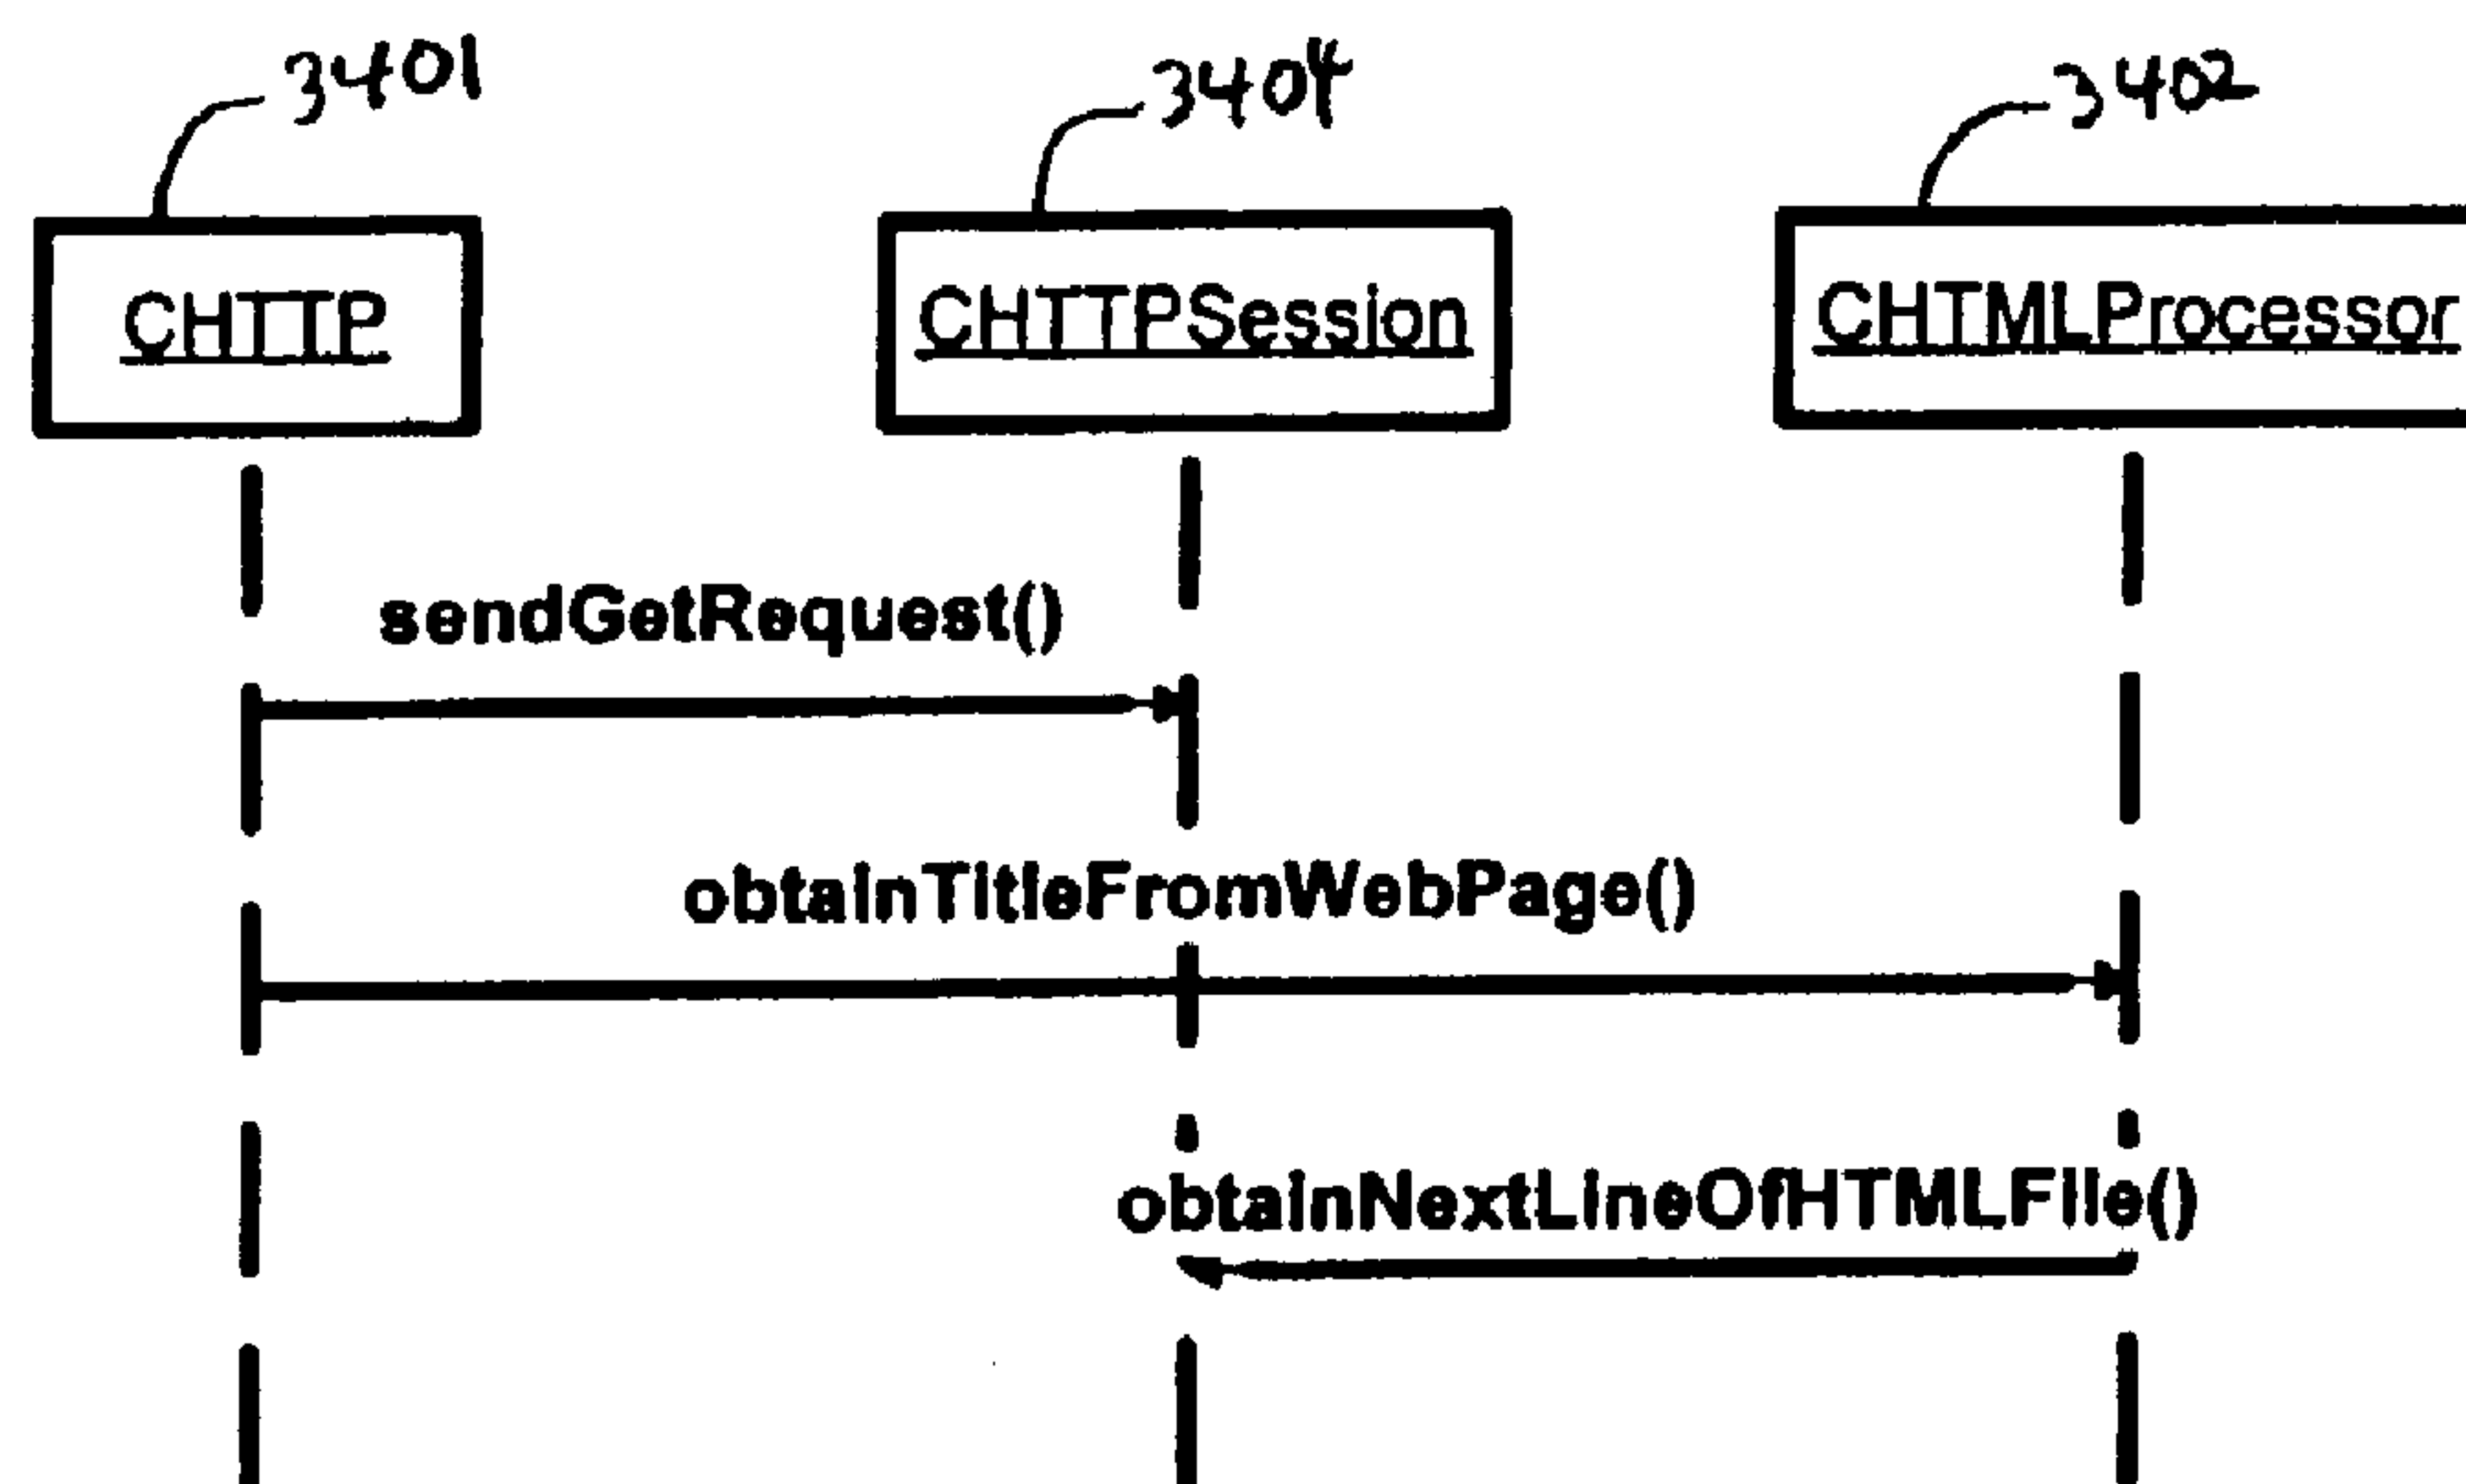 3401 3404 3402
CHTTP CHTTPSession CHTMLProcessor
sendGetRequest()
obtainTitleFromWebPage()
obtainNextLineOfHTMLFile()